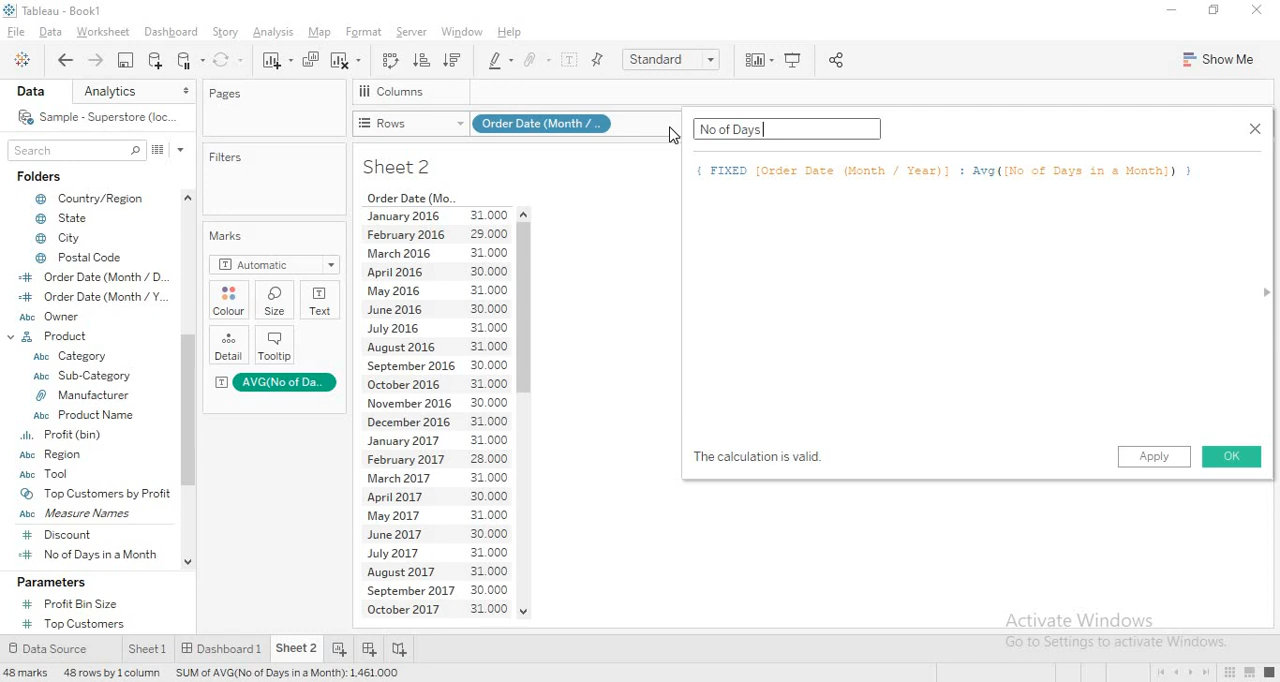 Tableau - Book1
File Data Worksheet Dashboard Story Analysis Map Format Server Window Help
Standard
Show Me
Data Analytics
Sample - Superstore (loc...
Search
Folders
Country/Region
State
City
Postal Code
Order Date (Month / D...
Order Date (Month / Y...
Abc Owner
Product
Abc Category
Abc Sub-Category
Manufacturer
Abc Product Name
Profit (bin)
Abc Region
Abc Tool
Top Customers by Profit
Abc Measure Names
# Discount
=# No of Days in a Month
Parameters
# Profit Bin Size
# Top Customers
Pages
Filters
Marks
Automatic
Colour Size Text
Detail Tooltip
AVG(No of Da..
Columns
Rows Order Date (Month / ..
Sheet 2
Order Date (Mo..
January 2016 31.000
February 2016 29.000
March 2016 31.000
April 2016 30.000
May 2016 31.000
June 2016 30.000
July 2016 31.000
August 2016 31.000
September 2016 30.000
October 2016 31.000
November 2016 30.000
December 2016 31.000
January 2017 31.000
February 2017 28.000
March 2017 31.000
April 2017 30.000
May 2017 31.000
June 2017 30.000
July 2017 31.000
August 2017 31.000
September 2017 30.000
October 2017 31.000
No of Days
{ FIXED [Order Date (Month / Year)] : Avg([No of Days in a Month]) }
The calculation is valid.
Apply OK
Activate Windows
Go to Settings to activate Windows.
Data Source Sheet 1 Dashboard 1 Sheet 2
48 marks 48 rows by 1 column SUM of AVG(No of Days in a Month): 1,461.000